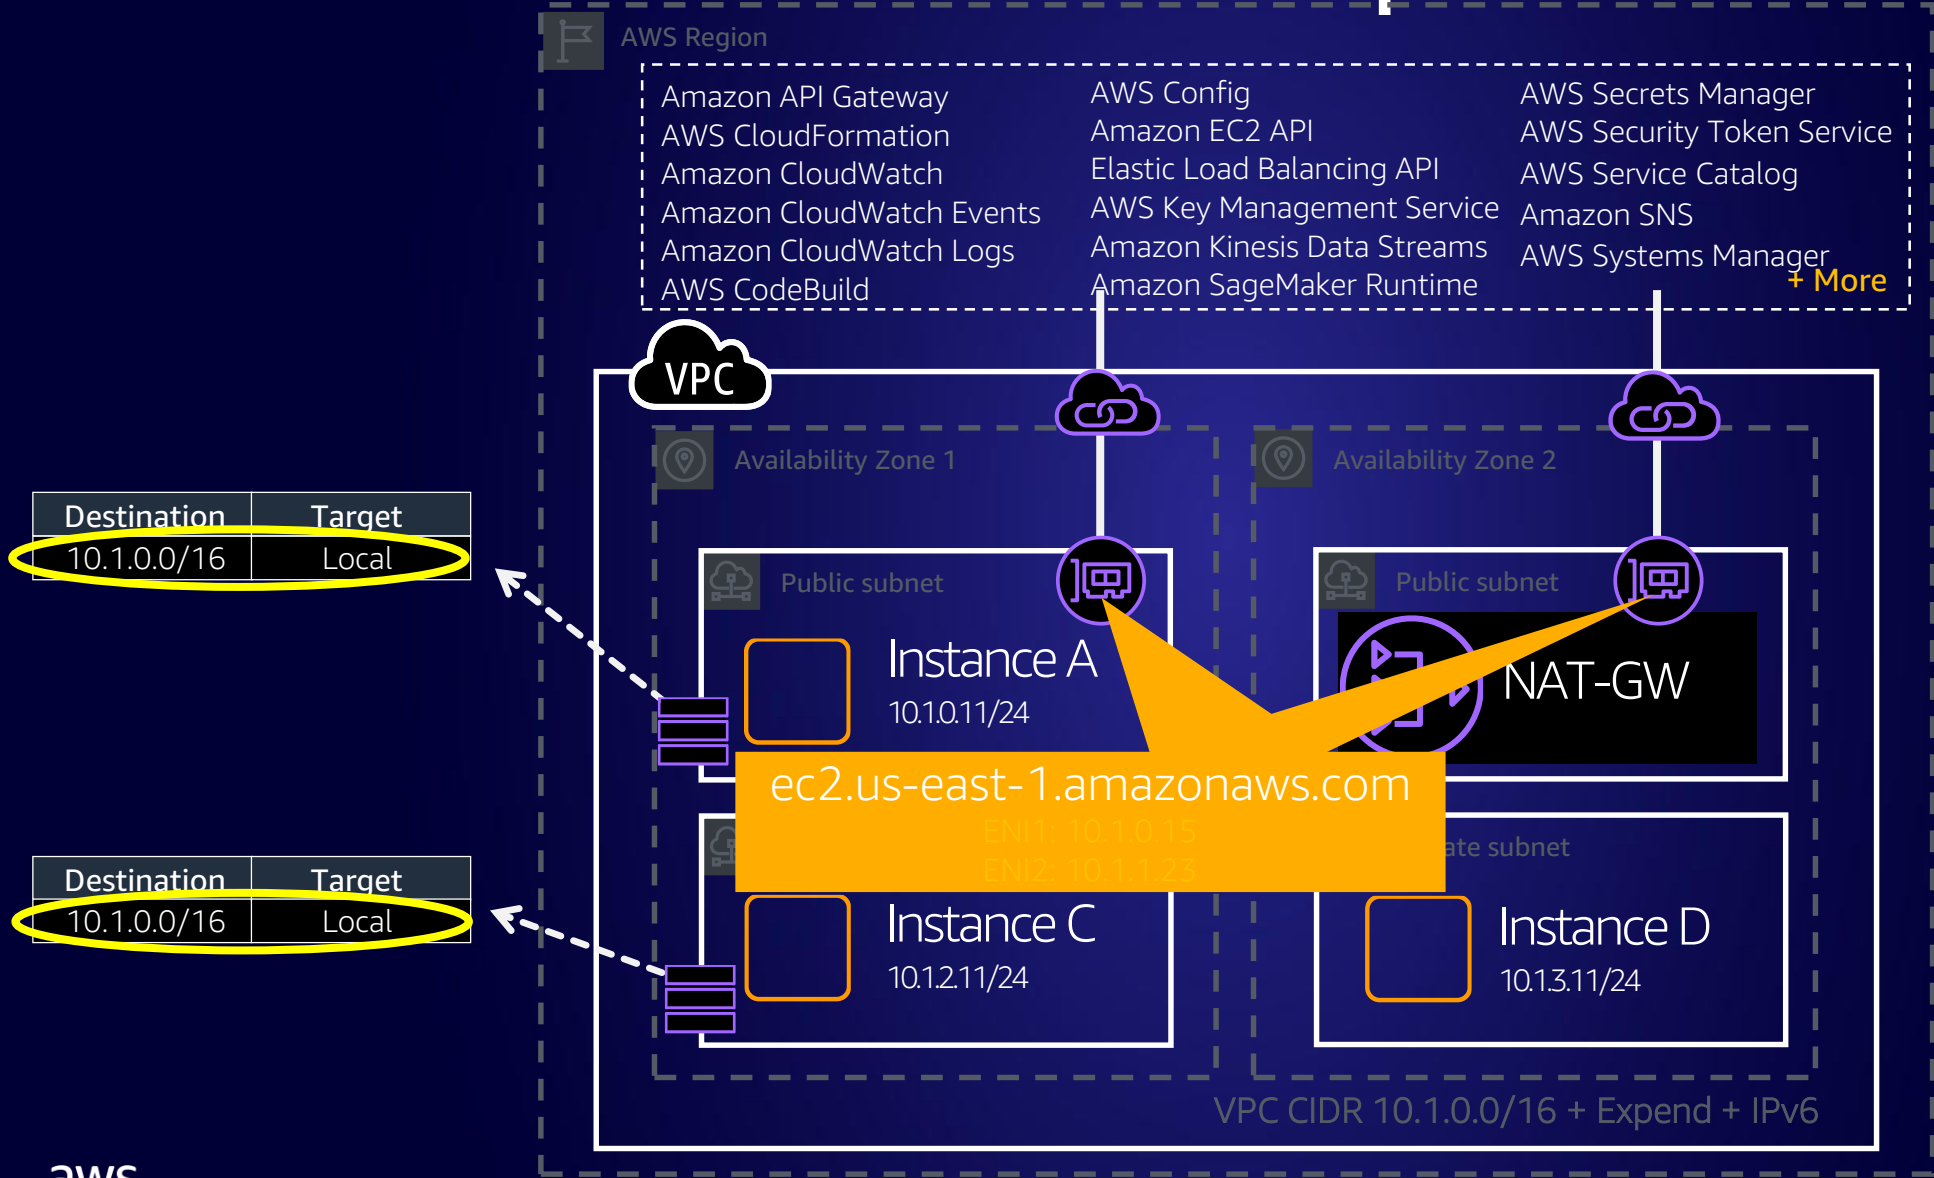 AWS Region
Amazon API Gateway
AWS CloudFormation
Amazon CloudWatch
Amazon CloudWatch Events
Amazon CloudWatch Logs
AWS CodeBuild
AWS Config
Amazon EC2 API
Elastic Load Balancing API
AWS Key Management Service
Amazon Kinesis Data Streams
Amazon SageMaker Runtime
AWS Secrets Manager
AWS Security Token Service
AWS Service Catalog
Amazon SNS
AWS Systems Manager
+ More
VPC
Availability Zone 1
Availability Zone 2
Destination Target
10.1.0.0/16 Local
Public subnet
Public subnet
Instance A
10.1.0.11/24
NAT-GW
ec2.us-east-1.amazonaws.com
ENI1: 10.1.0.15
ENI2: 10.1.1.23
ate subnet
Destination Target
10.1.0.0/16 Local
Instance C
10.1.2.11/24
Instance D
10.1.3.11/24
VPC CIDR 10.1.0.0/16 + Expend + IPv6
aws